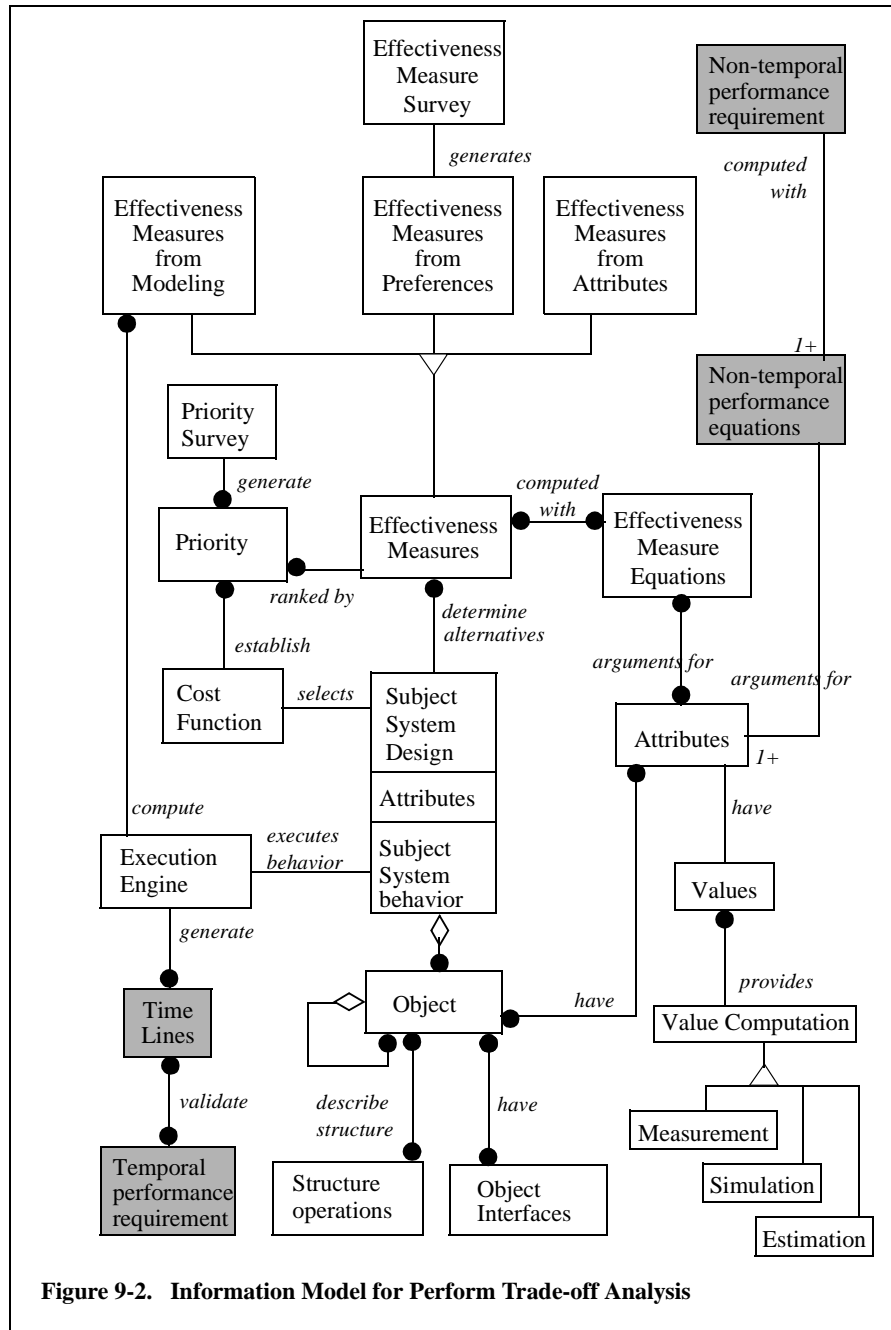 Effectiveness
Measure
Survey
Non-temporal
performance
requirement
generates
computed
with
Effectiveness
Measures
from
Modeling
Effectiveness
Measures
from
Preferences
Effectiveness
Measures
from
Attributes
1+
Non-temporal
performance
equations
Priority
Survey
generate
computed
with
Priority
Effectiveness
Measures
Effectiveness
Measure
Equations
ranked by
determine
alternatives
establish
arguments for
arguments for
Cost
Function
selects
Subject
System
Design
Attributes
1+
Attributes
have
compute
executes
behavior
Execution
Engine
Subject
System
behavior
Values
generate
provides
Time
Lines
Object
have
Value Computation
validate
describe
structure
have
Measurement
Temporal
performance
requirement
Structure
operations
Object
Interfaces
Simulation
Estimation
Figure 9-2. Information Model for Perform Trade-off Analysis